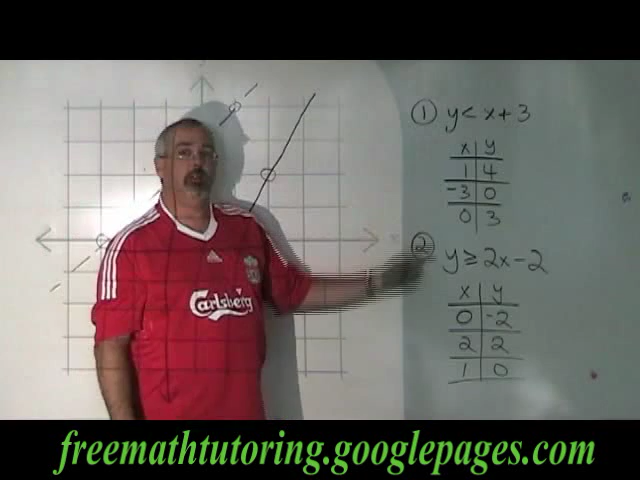 ① y < x + 3
x | y
1 | 4
-3 | 0
0 | 3
② y ≥ 2x - 2
x | y
0 | -2
2 | 2
1 | 0
adidas
Carlsberg
freemathtutoring.googlepages.com